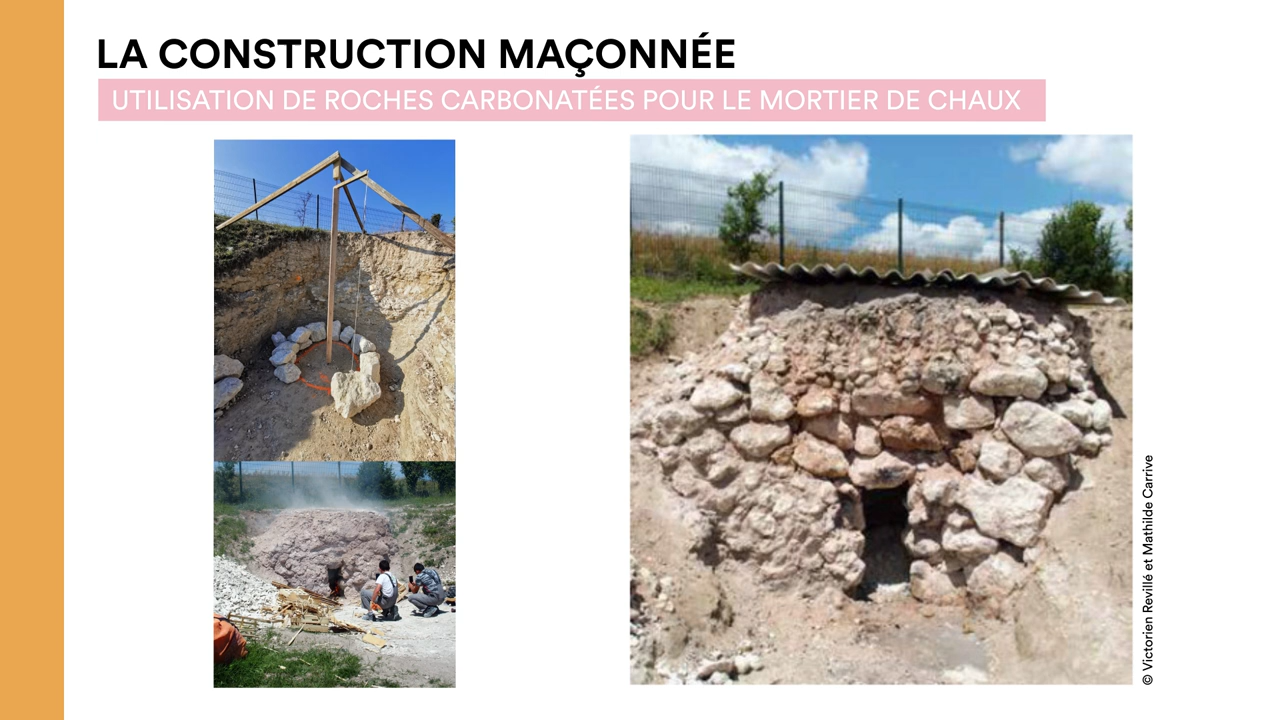 LA CONSTRUCTION MAÇONNÉE
UTILISATION DE ROCHES CARBONATÉES POUR LE MORTIER DE CHAUX
© Victorien Revillé et Mathilde Carrive